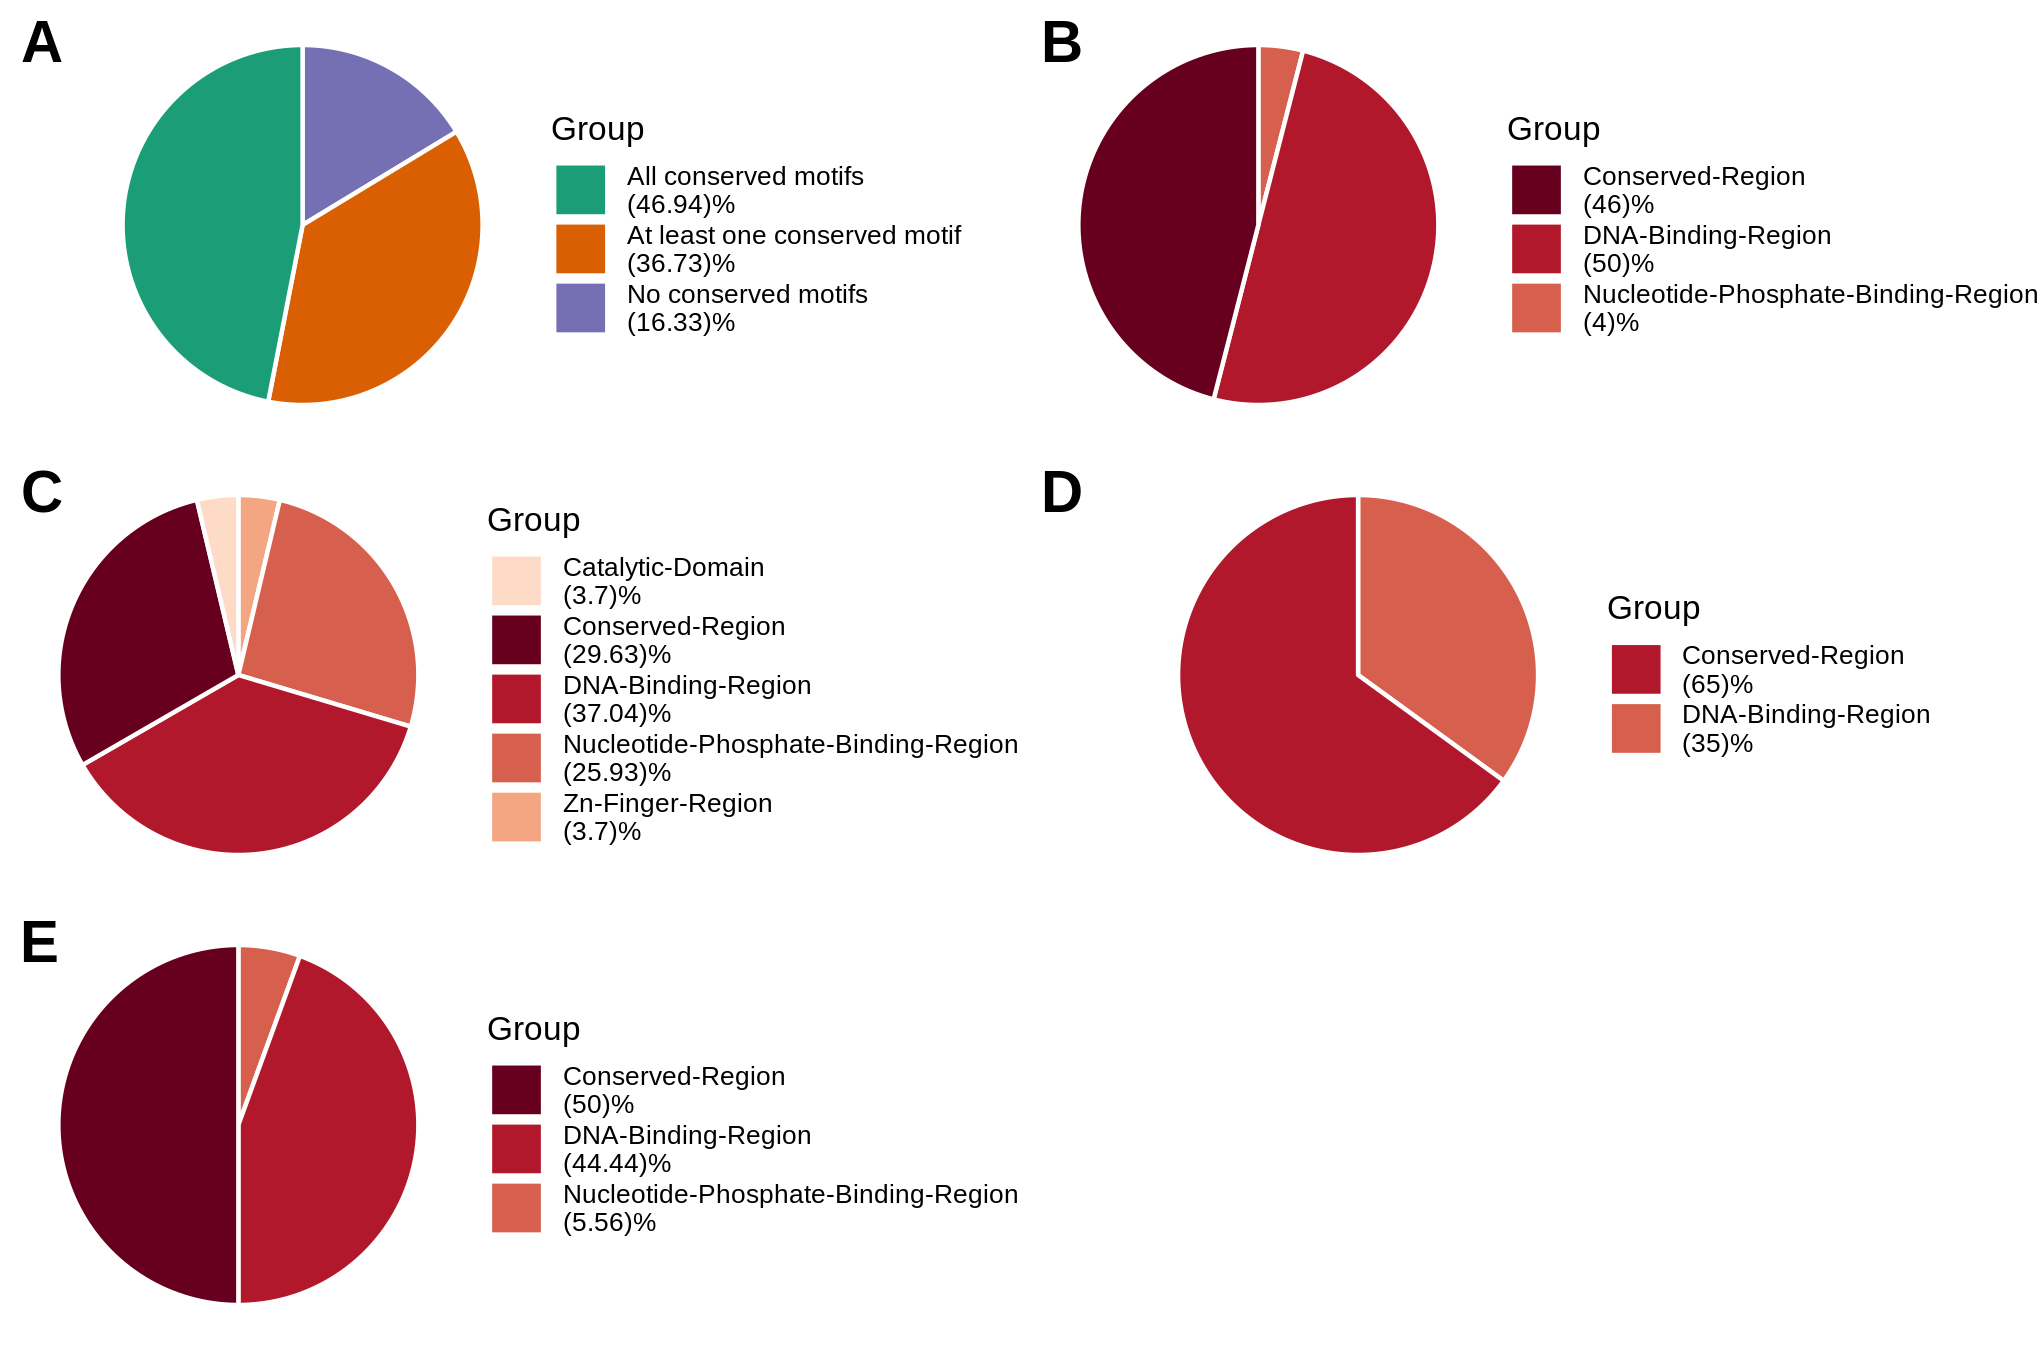 A
Group
All conserved motifs
(46.94)%
At least one conserved motif
(36.73)%
No conserved motifs
(16.33)%
B
Group
Conserved-Region
(46)%
DNA-Binding-Region
(50)%
Nucleotide-Phosphate-Binding-Region
(4)%
C
Group
Catalytic-Domain
(3.7)%
Conserved-Region
(29.63)%
DNA-Binding-Region
(37.04)%
Nucleotide-Phosphate-Binding-Region
(25.93)%
Zn-Finger-Region
(3.7)%
D
Group
Conserved-Region
(65)%
DNA-Binding-Region
(35)%
E
Group
Conserved-Region
(50)%
DNA-Binding-Region
(44.44)%
Nucleotide-Phosphate-Binding-Region
(5.56)%